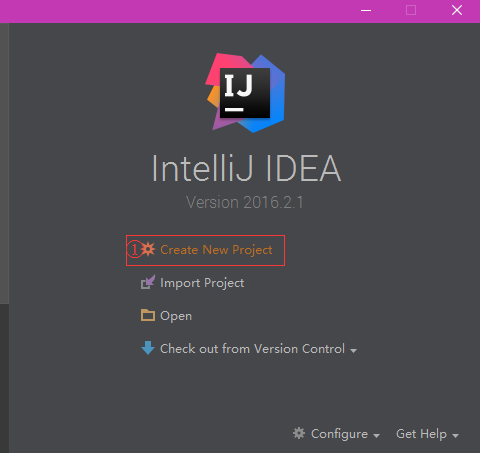 IJ
IntelliJ IDEA
Version 2016.2.1
① Create New Project
Import Project
Open
Check out from Version Control
Configure Get Help